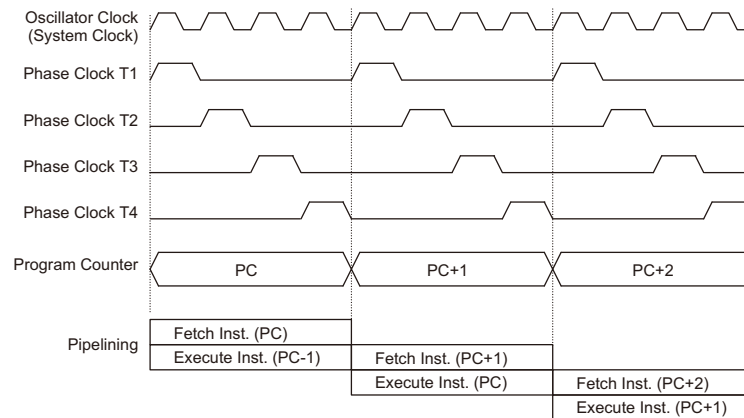 Oscillator Clock
(System Clock)
Phase Clock T1
Phase Clock T2
Phase Clock T3
Phase Clock T4
Program Counter
PC
PC+1
PC+2
Pipelining
Fetch Inst. (PC)
Execute Inst. (PC-1)
Fetch Inst. (PC+1)
Execute Inst. (PC)
Fetch Inst. (PC+2)
Execute Inst. (PC+1)